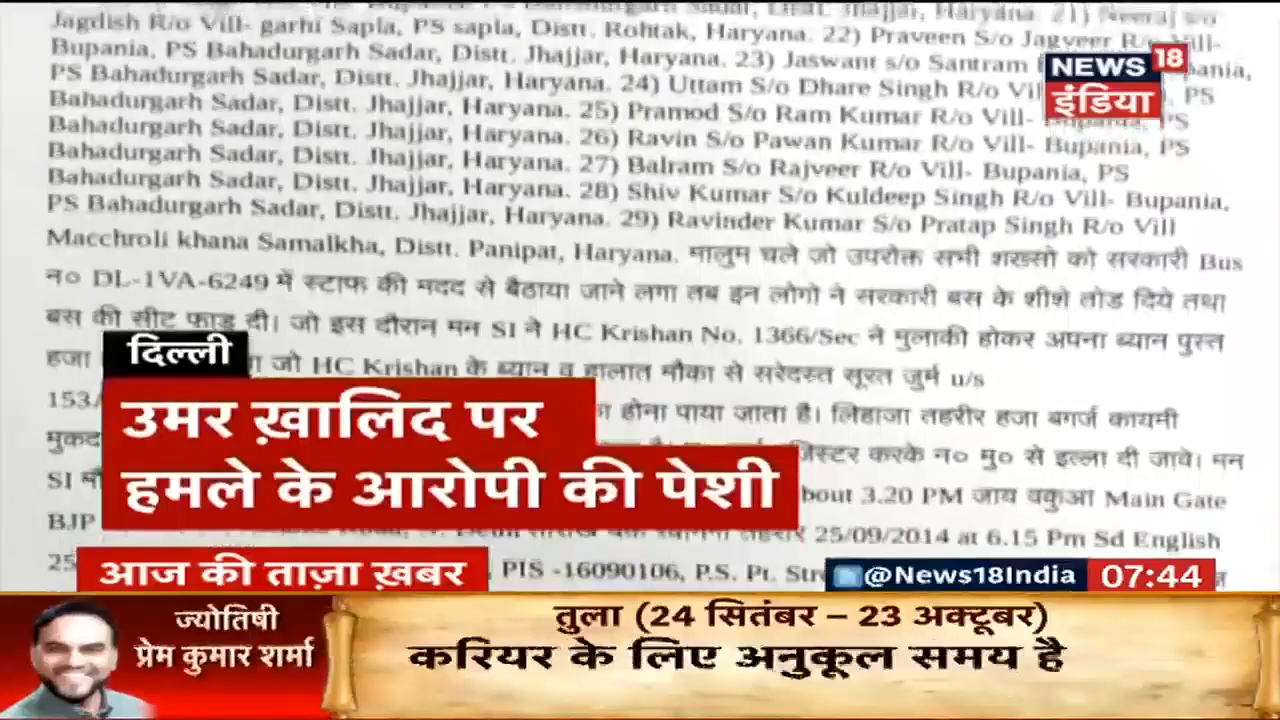 Jagdish R/o Vill- garhi Sapla, PS sapla, Distt. Rohtak, Haryana. 22) Praveen S/o Jagveer R/o Vill-
Bupania, PS Bahadurgarh Sadar, Distt. Jhajjar, Haryana. 23) Jaswant s/o Santram
PS Bahadurgarh Sadar, Distt. Jhajjar, Haryana. 24) Uttam S/o Dhare Singh R/o PS
Bahadurgarh Sadar, Distt. Jhajjar, Haryana. 25) Pramod S/o Ram Kumar R/o Vill- Bupania, PS
Bahadurgarh Sadar, Distt. Jhajjar, Haryana. 26) Ravin S/o Pawan Kumar R/o Vill- Bupania, PS
Bahadurgarh Sadar, Distt. Jhajjar, Haryana. 27) Balram S/o Rajveer R/o Vill- Bupania, PS
Bahadurgarh Sadar, Distt. Jhajjar, Haryana. 28) Shiv Kumar S/o Kuldeep Singh R/o Vill- Bupania,
PS Bahadurgarh Sadar, Distt. Jhajjar, Haryana. 29) Ravinder Kumar S/o Pratap Singh R/o Vill
Macchroli khana Samalkha, Distt. Panipat, Haryana. मालुम चले जो उपरोक्त सभी शख्सो को सरकारी Bus
न० DL-1VA-6249 में स्टाफ की मदद से बैठाया जाने लगा तब इन लोगो ने सरकारी बस के शीशे तोड दिये तथा
बस की सीट फाड दी। जो इस दौरान मन SI ने HC Krishan No. 1366/Sec ने मुलाकी होकर अपना ब्यान पुस्त
हजा जो HC Krishan के ब्यान व हालात मौका से सरेदस्त सूरत जुर्म u/s
153/ होना पाया जाता है। लिहाजा तहरीर हजा बगर्ज कायमी
करके न० मु० से इत्ला दी जावे। मन
SI 3.20 PM जाय वकुआ Main Gate
BJP 25/09/2014 at 6.15 Pm Sd English
25 PIS -16090106, P.S. Pt.
NEWS 18
इंडिया
दिल्ली
उमर ख़ालिद पर
हमले के आरोपी की पेशी
आज की ताज़ा ख़बर
@News18India 07:44
ज्योतिषी
प्रेम कुमार शर्मा
तुला (24 सितंबर – 23 अक्टूबर)
करियर के लिए अनुकूल समय है